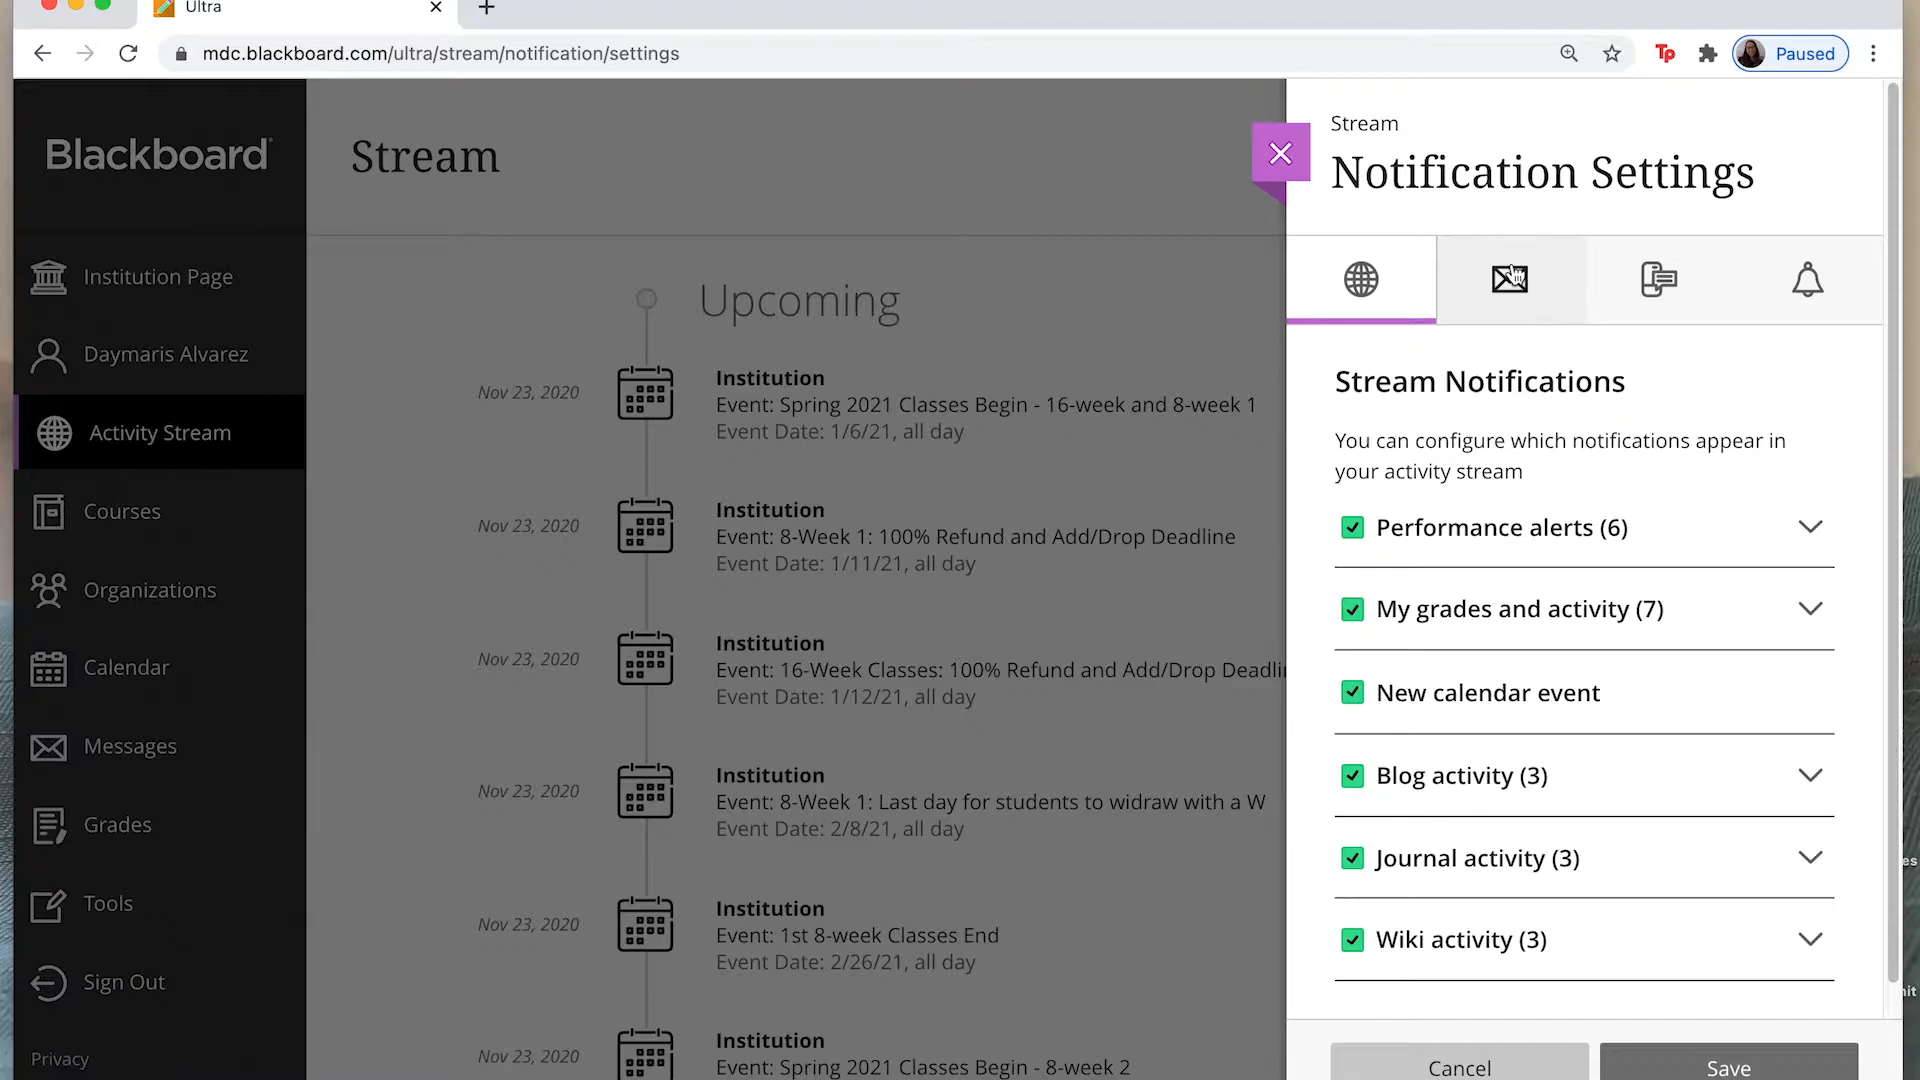 Ultra
mdc.blackboard.com/ultra/stream/notification/settings
Tp
Paused
Blackboard
Institution Page
Daymaris Alvarez
Activity Stream
Courses
Organizations
Calendar
Messages
Grades
Tools
Sign Out
Privacy
Stream
Upcoming
Nov 23, 2020
Institution
Event: Spring 2021 Classes Begin - 16-week and 8-week 1
Event Date: 1/6/21, all day
Nov 23, 2020
Institution
Event: 8-Week 1: 100% Refund and Add/Drop Deadline
Event Date: 1/11/21, all day
Nov 23, 2020
Institution
Event: 16-Week Classes: 100% Refund and Add/Drop Deadlin
Event Date: 1/12/21, all day
Nov 23, 2020
Institution
Event: 8-Week 1: Last day for students to widraw with a W
Event Date: 2/8/21, all day
Nov 23, 2020
Institution
Event: 1st 8-week Classes End
Event Date: 2/26/21, all day
Nov 23, 2020
Institution
Event: Spring 2021 Classes Begin - 8-week 2
Stream
Notification Settings
Stream Notifications
You can configure which notifications appear in
your activity stream
Performance alerts (6)
My grades and activity (7)
New calendar event
Blog activity (3)
Journal activity (3)
Wiki activity (3)
Cancel
Save